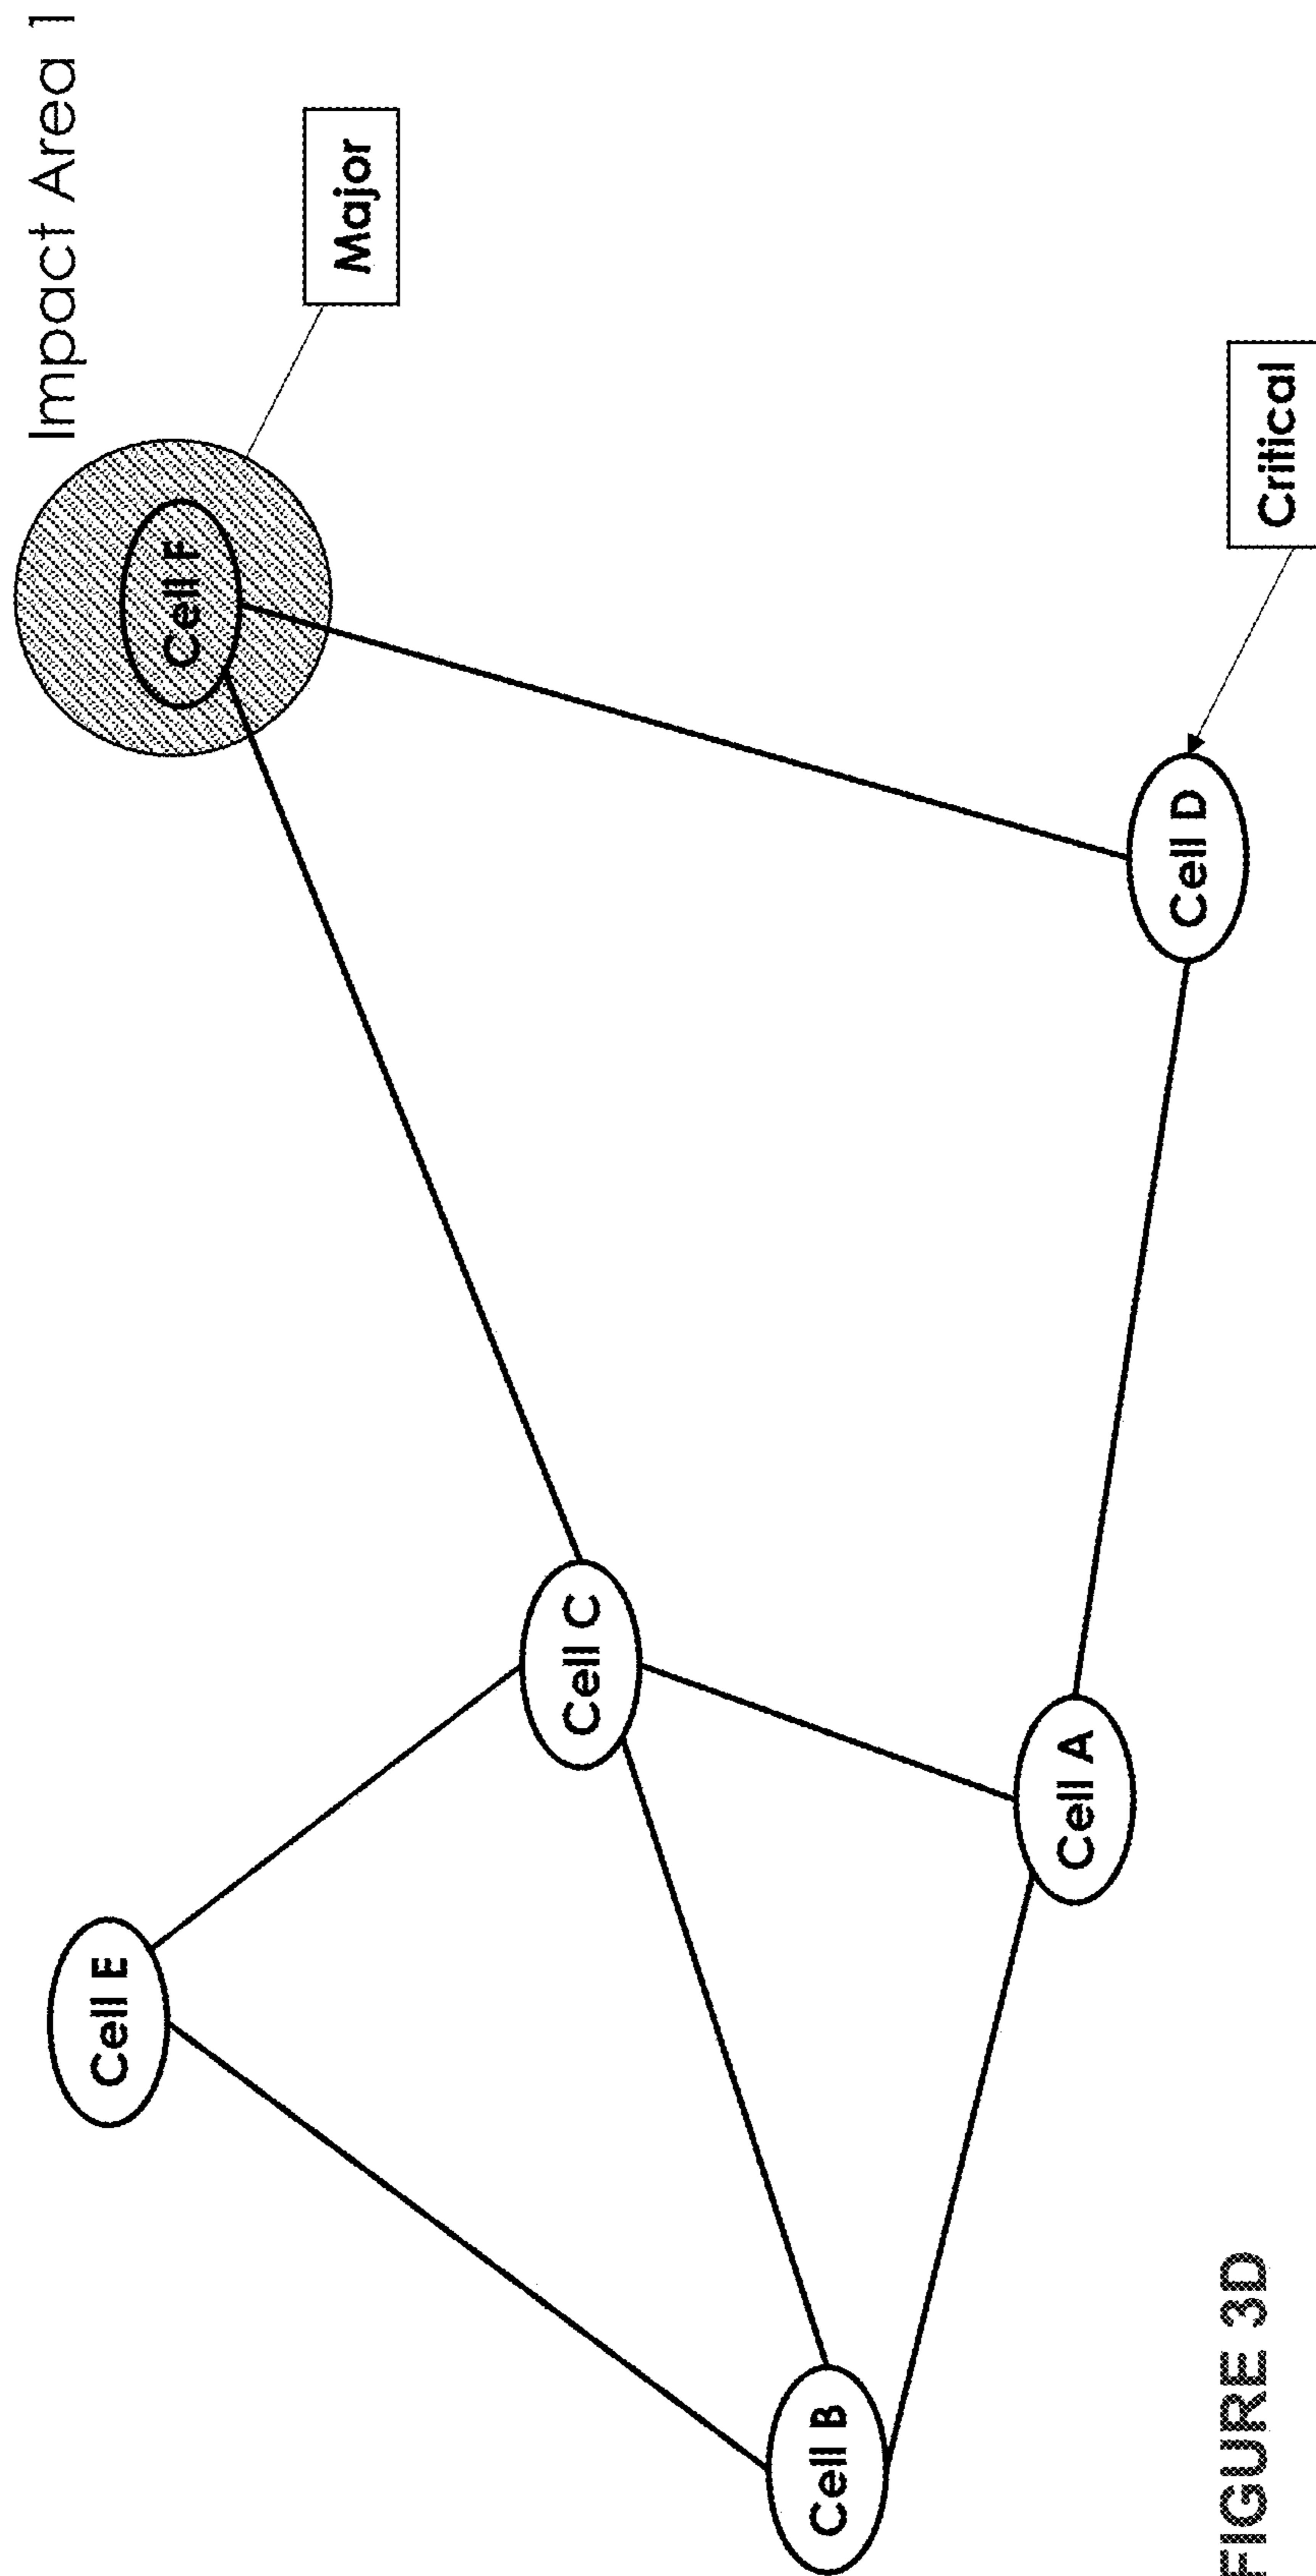 Impact Area 1
Cell E
Cell F
Major
Cell C
Cell B
Cell A
Cell D
Critical
FIGURE 3D